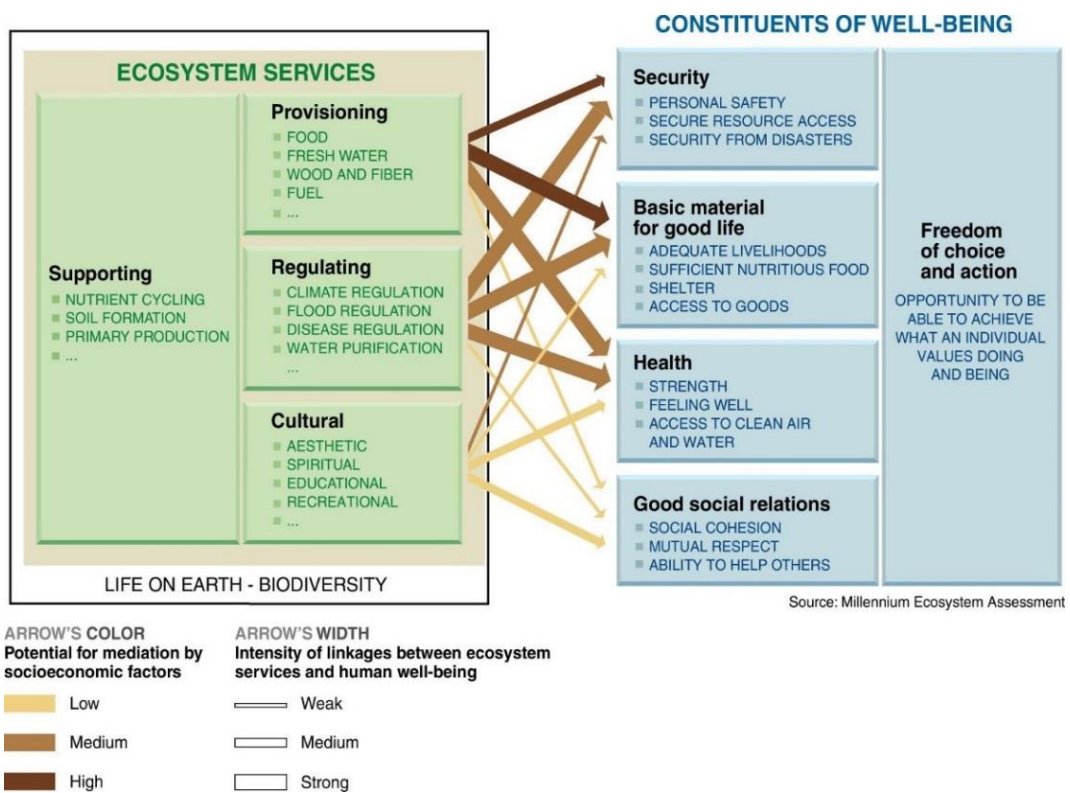 CONSTITUENTS OF WELL-BEING
ECOSYSTEM SERVICES
Supporting
NUTRIENT CYCLING
SOIL FORMATION
PRIMARY PRODUCTION
...
Provisioning
FOOD
FRESH WATER
WOOD AND FIBER
FUEL
...
Regulating
CLIMATE REGULATION
FLOOD REGULATION
DISEASE REGULATION
WATER PURIFICATION
...
Cultural
AESTHETIC
SPIRITUAL
EDUCATIONAL
RECREATIONAL
...
LIFE ON EARTH - BIODIVERSITY
Security
PERSONAL SAFETY
SECURE RESOURCE ACCESS
SECURITY FROM DISASTERS
Basic material
for good life
ADEQUATE LIVELIHOODS
SUFFICIENT NUTRITIOUS FOOD
SHELTER
ACCESS TO GOODS
Health
STRENGTH
FEELING WELL
ACCESS TO CLEAN AIR
AND WATER
Good social relations
SOCIAL COHESION
MUTUAL RESPECT
ABILITY TO HELP OTHERS
Freedom
of choice
and action
OPPORTUNITY TO BE
ABLE TO ACHIEVE
WHAT AN INDIVIDUAL
VALUES DOING
AND BEING
Source: Millennium Ecosystem Assessment
ARROW'S COLOR
Potential for mediation by
socioeconomic factors
Low
Medium
High
ARROW'S WIDTH
Intensity of linkages between ecosystem
services and human well-being
Weak
Medium
Strong